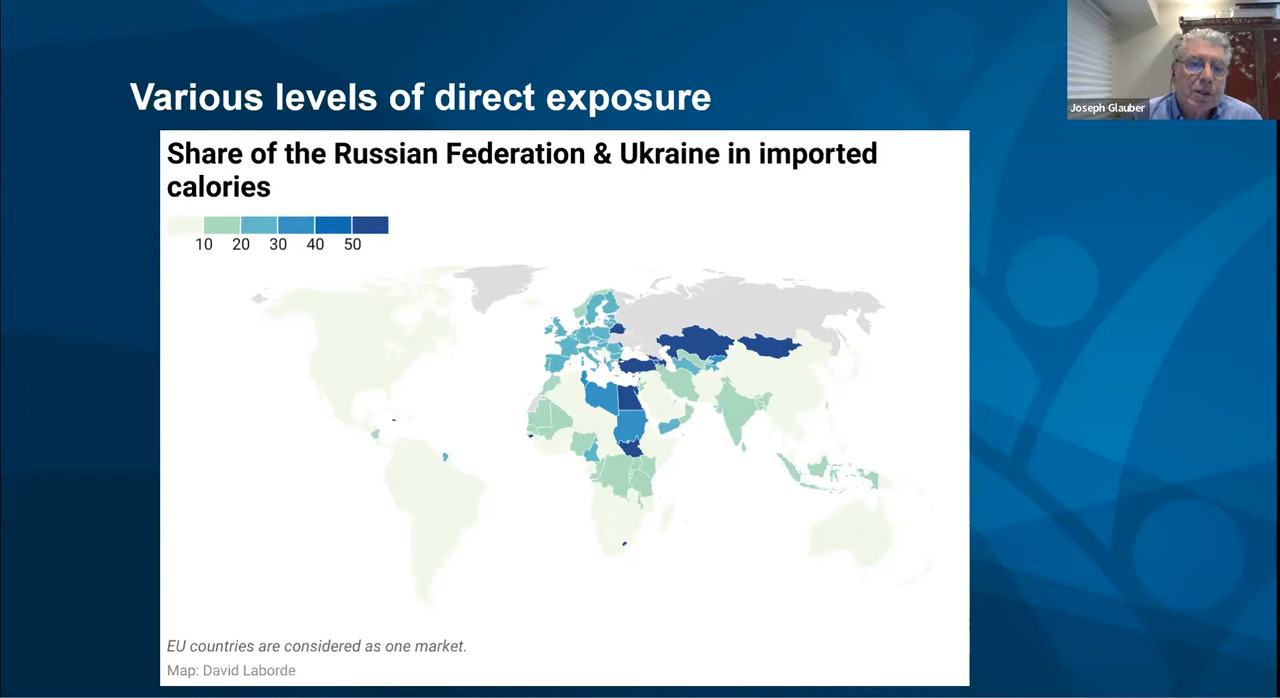 Various levels of direct exposure
Joseph Glauber
Share of the Russian Federation & Ukraine in imported
calories
10 20 30 40 50
EU countries are considered as one market.
Map: David Laborde